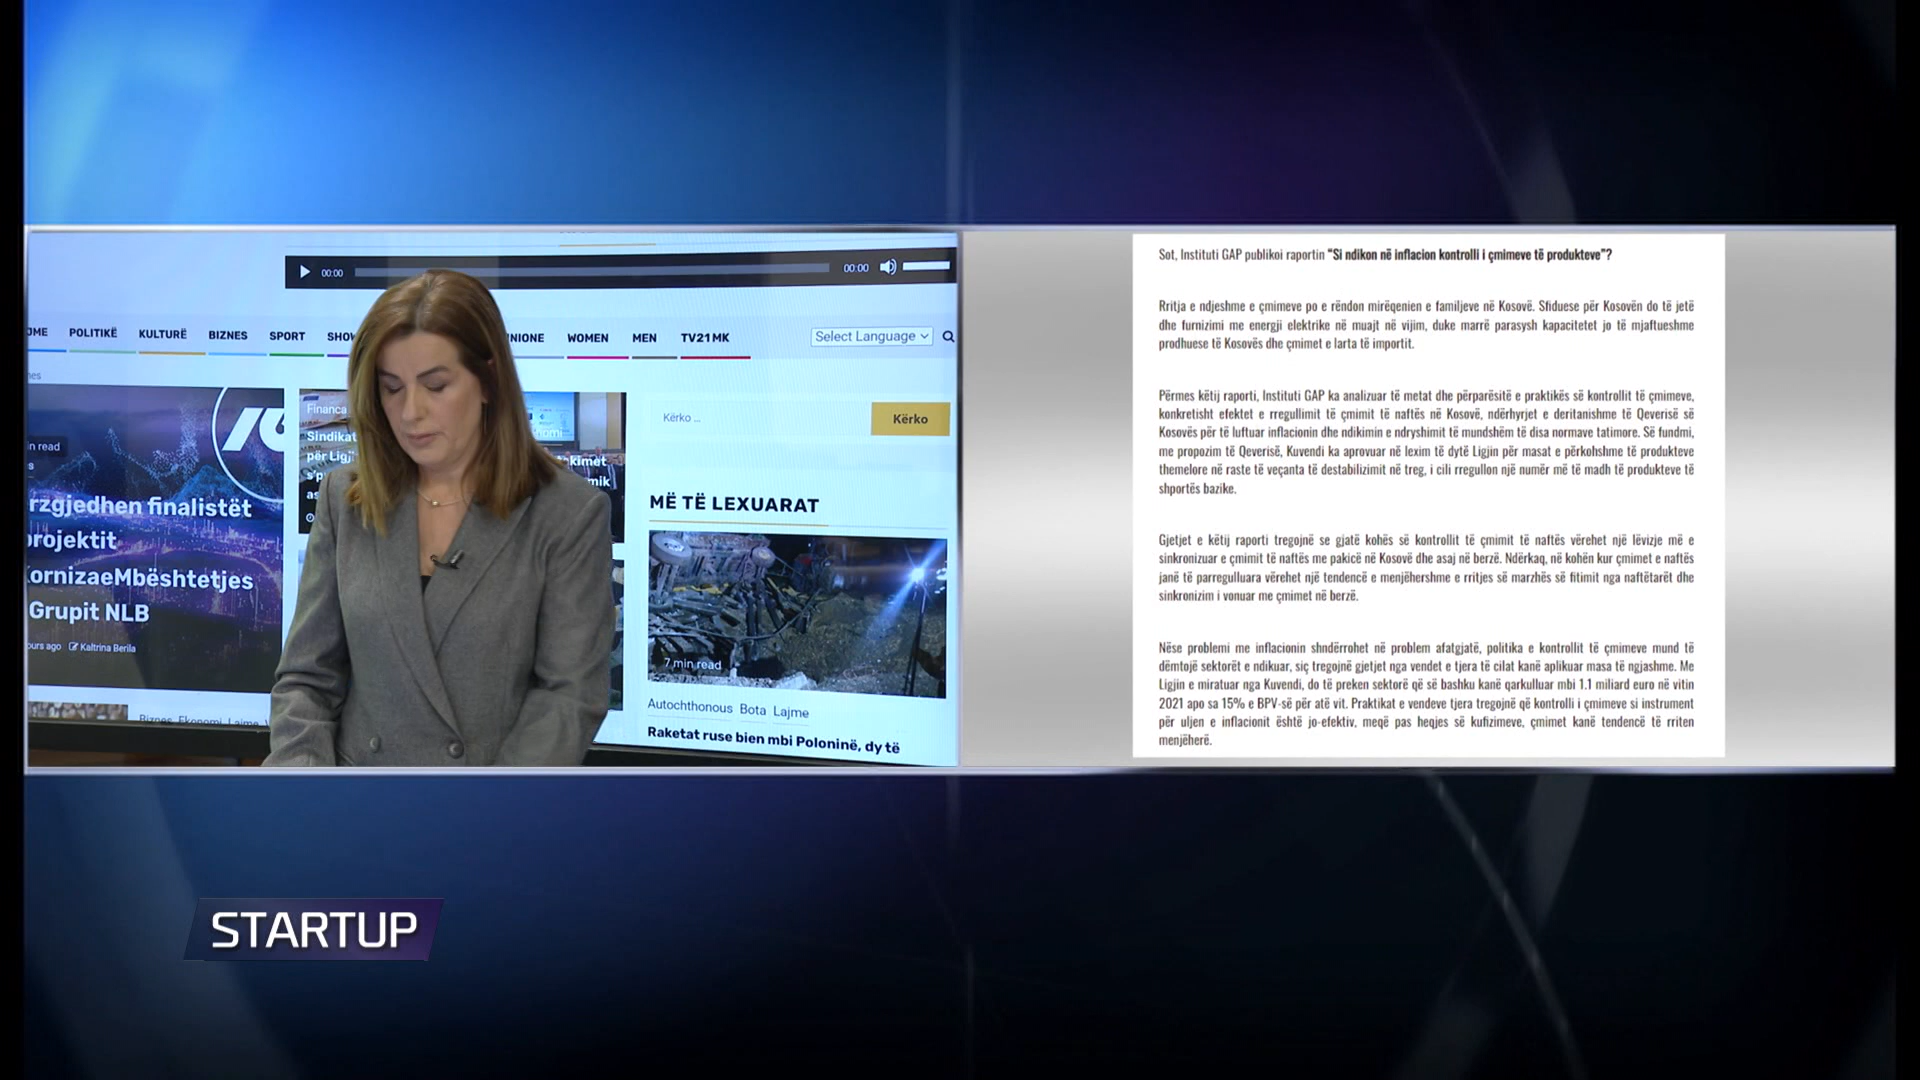 00:00
00:00
POLITIKË KULTURË BIZNES SPORT WOMEN MEN TV21MK
Select Language
Financa
Kërko ...
Kërko
Sindikat
për Ligj
MË TË LEXUARAT
finalistët
Grupit NLB
Kaltrina Berila
7 min read
Autochthonous Bota Lajme
Biznes Ekonomi Lajme
Raketat ruse bien mbi Poloninë, dy të
Sot, Instituti GAP publikoi raportin “Si ndikon në inflacion kontrolli i çmimeve të produkteve”?
Rritja e ndjeshme e çmimeve po e rëndon mirëqenien e familjeve në Kosovë. Sfiduese për Kosovën do të jetë
dhe furnizimi me energji elektrike në muajt në vijim, duke marrë parasysh kapacitetet jo të mjaftueshme
prodhuese të Kosovës dhe çmimet e larta të importit.
Përmes këtij raporti, Instituti GAP ka analizuar të metat dhe përparësitë e praktikës së kontrollit të çmimeve,
konkretisht efektet e rregullimit të çmimit të naftës në Kosovë, ndërhyrjet e deritanishme të Qeverisë së
Kosovës për të luftuar inflacionin dhe ndikimin e ndryshimit të mundshëm të disa normave tatimore. Së fundmi,
me propozim të Qeverisë, Kuvendi ka aprovuar në lexim të dytë Ligjin për masat e përkohshme të produkteve
themelore në raste të veçanta të destabilizimit në treg, i cili rregullon një numër më të madh të produkteve të
shportës bazike.
Gjetjet e këtij raporti tregojnë se gjatë kohës së kontrollit të çmimit të naftës vërehet një lëvizje më e
sinkronizuar e çmimit të naftës me pakicë në Kosovë dhe asaj në berzë. Ndërkaq, në kohën kur çmimet e naftës
janë të parregulluara vërehet një tendencë e menjëhershme e rritjes së marzhës së fitimit nga naftëtarët dhe
sinkronizim i vonuar me çmimet në berzë.
Nëse problemi me inflacionin shndërrohet në problem afatgjatë, politika e kontrollit të çmimeve mund të
dëmtojë sektorët e ndikuar, siç tregojnë gjetjet nga vendet e tjera të cilat kanë aplikuar masa të ngjashme. Me
Ligjin e miratuar nga Kuvendi, do të preken sektorë që së bashku kanë qarkulluar mbi 1.1 miliard euro në vitin
2021 apo sa 15% e BPV-së për atë vit. Praktikat e vendeve tjera tregojnë që kontrolli i çmimeve si instrument
për uljen e inflacionit është jo-efektiv, meqë pas heqjes së kufizimeve, çmimet kanë tendencë të rriten
menjëherë.
STARTUP